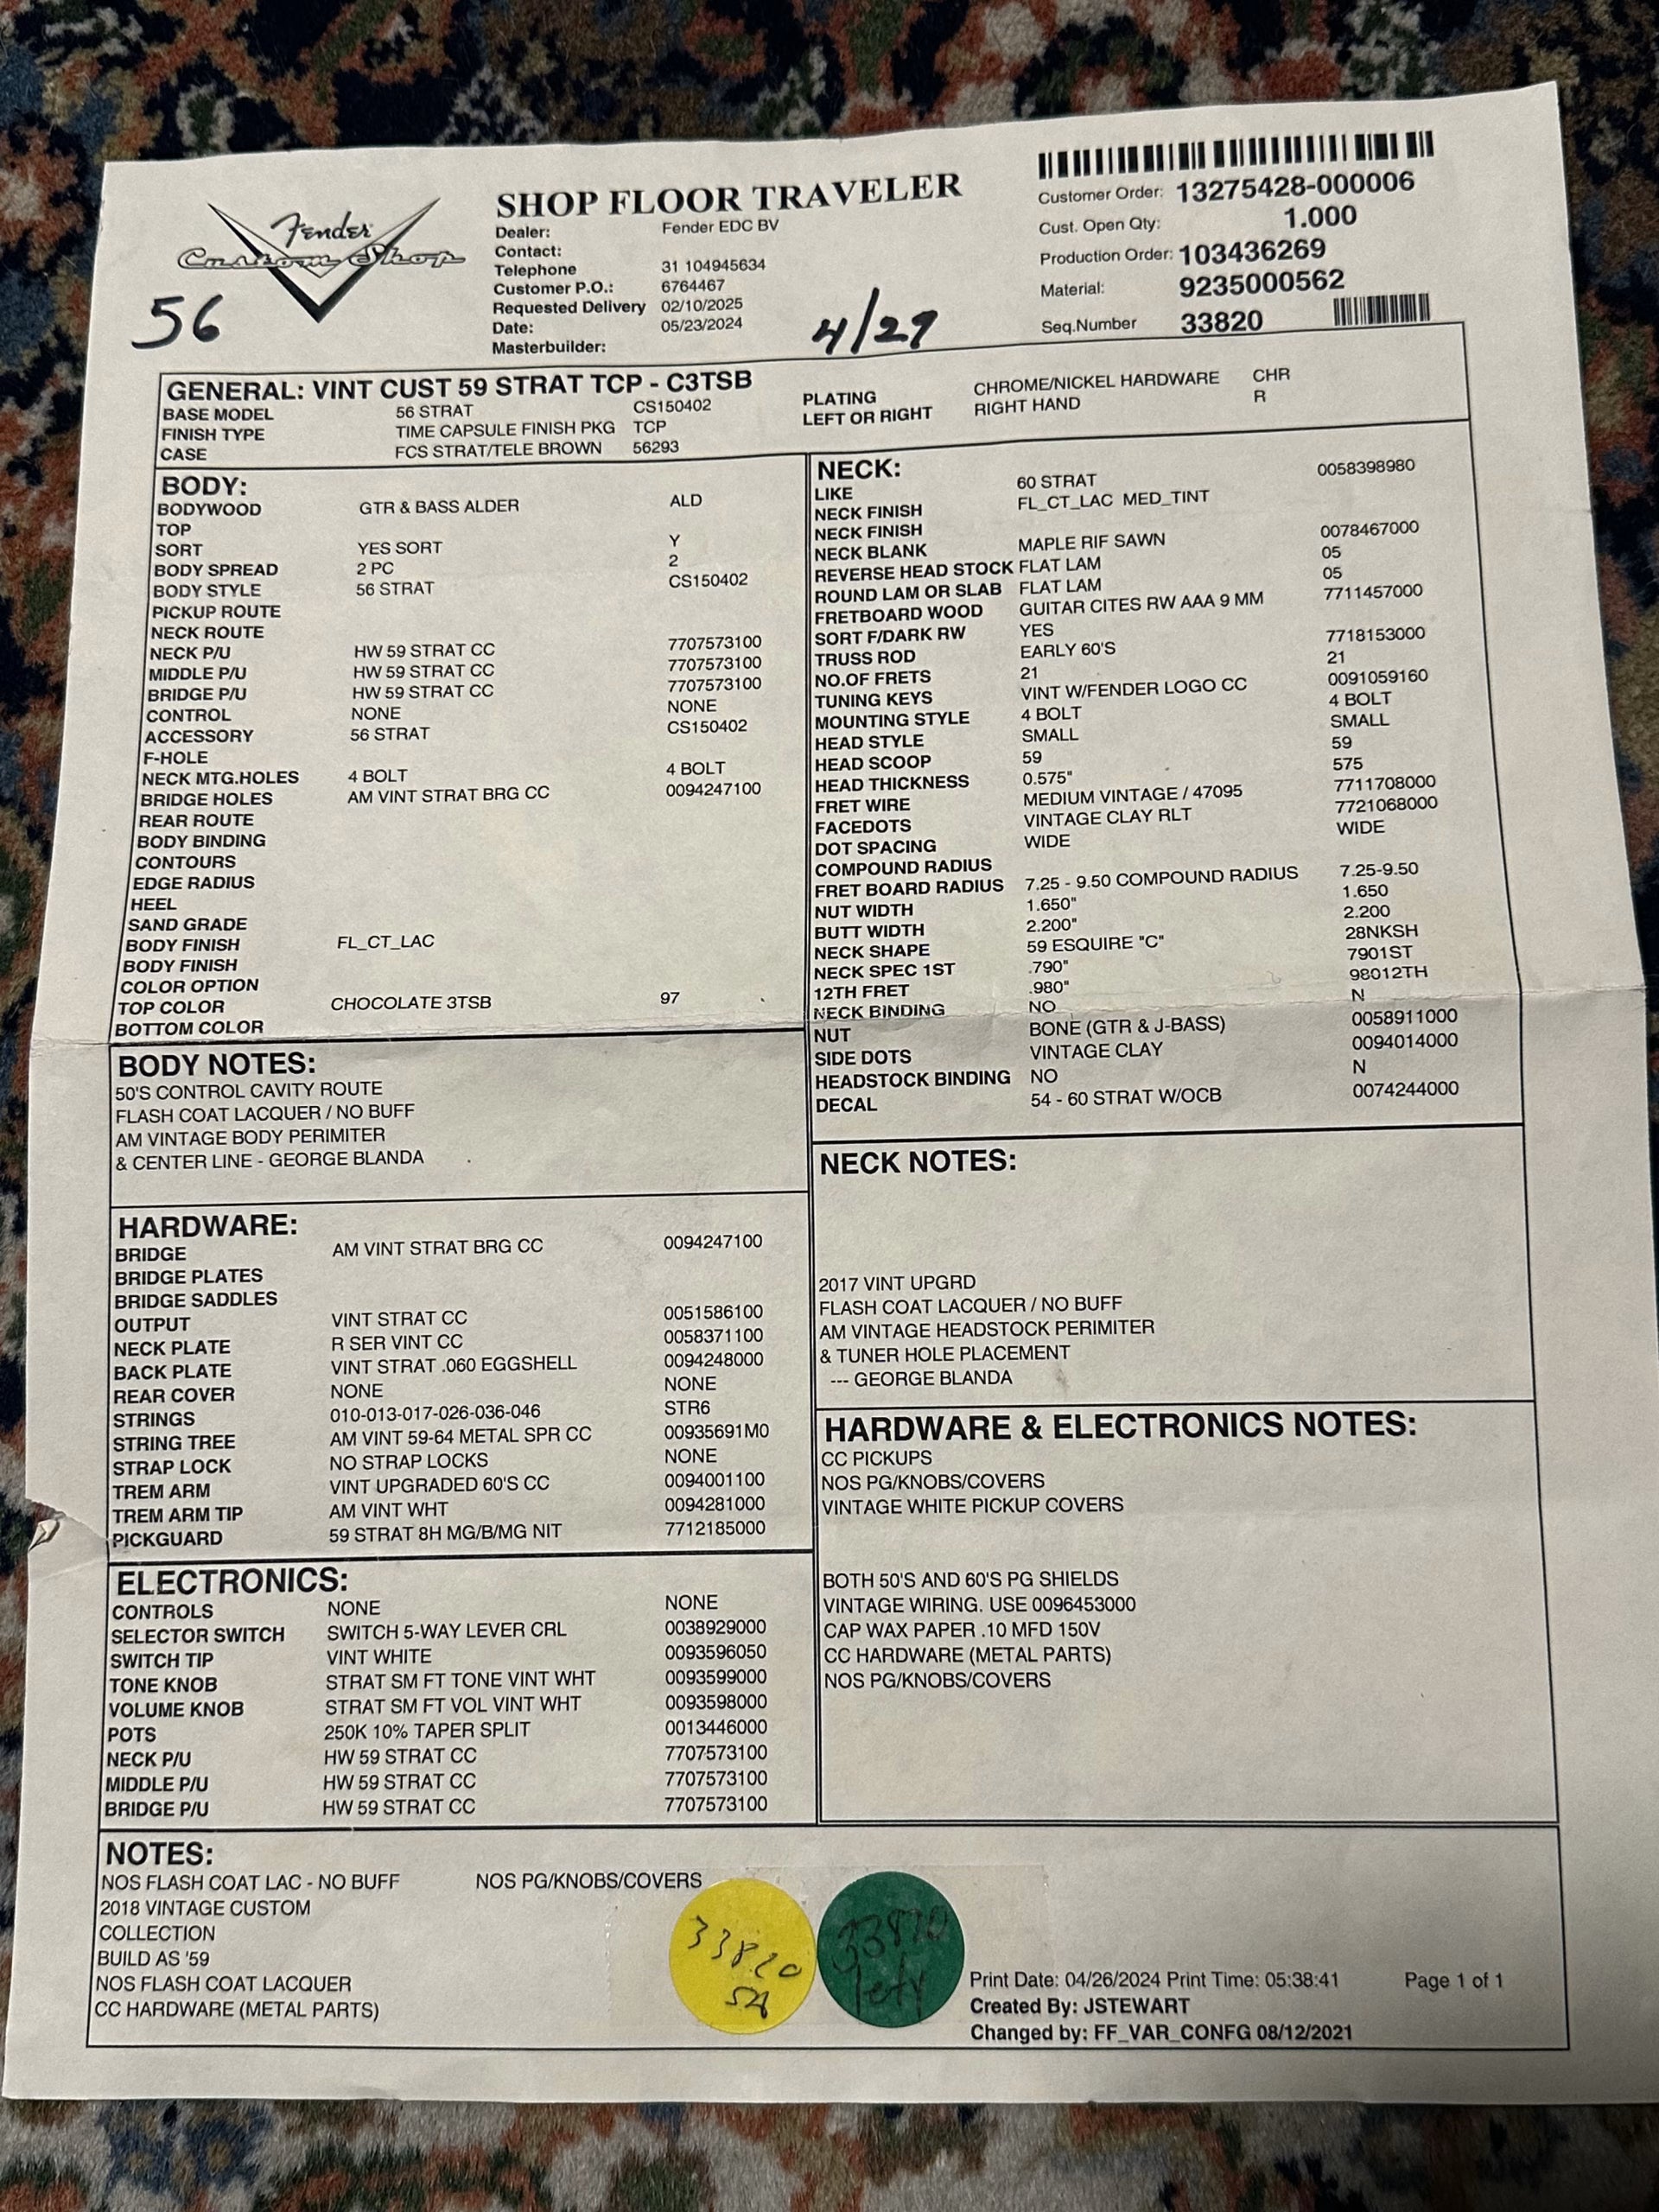 Fender
Custom Shop
56
SHOP FLOOR TRAVELER
Dealer: Fender EDC BV
Contact:
Telephone 31 104945634
Customer P.O.: 6764467
Requested Delivery 02/10/2025
Date: 05/23/2024
Masterbuilder:
4/29
Customer Order: 13275428-000006
Cust. Open Qty: 1.000
Production Order: 103436269
Material: 9235000562
Seq.Number 33820
GENERAL: VINT CUST 59 STRAT TCP - C3TSB
BASE MODEL 56 STRAT CS150402
FINISH TYPE TIME CAPSULE FINISH PKG TCP
CASE FCS STRAT/TELE BROWN 56293
PLATING CHROME/NICKEL HARDWARE CHR
LEFT OR RIGHT RIGHT HAND R
BODY:
BODYWOOD GTR & BASS ALDER ALD
TOP
SORT YES SORT Y
BODY SPREAD 2 PC 2
BODY STYLE 56 STRAT CS150402
PICKUP ROUTE
NECK ROUTE
NECK P/U HW 59 STRAT CC 7707573100
MIDDLE P/U HW 59 STRAT CC 7707573100
BRIDGE P/U HW 59 STRAT CC 7707573100
CONTROL NONE NONE
ACCESSORY 56 STRAT CS150402
F-HOLE
NECK MTG.HOLES 4 BOLT 4 BOLT
BRIDGE HOLES AM VINT STRAT BRG CC 0094247100
REAR ROUTE
BODY BINDING
CONTOURS
EDGE RADIUS
HEEL
SAND GRADE
BODY FINISH FL_CT_LAC
BODY FINISH
COLOR OPTION
TOP COLOR CHOCOLATE 3TSB 97
BOTTOM COLOR
NECK:
LIKE 60 STRAT 0058398980
NECK FINISH FL_CT_LAC MED_TINT
NECK FINISH
NECK BLANK MAPLE RIF SAWN 0078467000
REVERSE HEAD STOCK FLAT LAM 05
ROUND LAM OR SLAB FLAT LAM 05
FRETBOARD WOOD GUITAR CITES RW AAA 9 MM 7711457000
SORT F/DARK RW YES
TRUSS ROD EARLY 60'S 7718153000
NO.OF FRETS 21 21
TUNING KEYS VINT W/FENDER LOGO CC 0091059160
MOUNTING STYLE 4 BOLT 4 BOLT
HEAD STYLE SMALL SMALL
HEAD SCOOP 59 59
HEAD THICKNESS 0.575" 575
FRET WIRE MEDIUM VINTAGE / 47095 7711708000
FACEDOTS VINTAGE CLAY RLT 7721068000
DOT SPACING WIDE WIDE
COMPOUND RADIUS
FRET BOARD RADIUS 7.25 - 9.50 COMPOUND RADIUS 7.25-9.50
NUT WIDTH 1.650" 1.650
BUTT WIDTH 2.200" 2.200
NECK SHAPE 59 ESQUIRE "C" 28NKSH
NECK SPEC 1ST .790" 7901ST
12TH FRET .980" 98012TH
NECK BINDING NO N
NUT BONE (GTR & J-BASS) 0058911000
SIDE DOTS VINTAGE CLAY 0094014000
HEADSTOCK BINDING NO N
DECAL 54 - 60 STRAT W/OCB 0074244000
BODY NOTES:
50'S CONTROL CAVITY ROUTE
FLASH COAT LACQUER / NO BUFF
AM VINTAGE BODY PERIMITER
& CENTER LINE - GEORGE BLANDA
NECK NOTES:
2017 VINT UPGRD
FLASH COAT LACQUER / NO BUFF
AM VINTAGE HEADSTOCK PERIMITER
& TUNER HOLE PLACEMENT
--- GEORGE BLANDA
HARDWARE:
BRIDGE AM VINT STRAT BRG CC 0094247100
BRIDGE PLATES
BRIDGE SADDLES
OUTPUT VINT STRAT CC 0051586100
NECK PLATE R SER VINT CC 0058371100
BACK PLATE VINT STRAT .060 EGGSHELL 0094248000
REAR COVER NONE NONE
STRINGS 010-013-017-026-036-046 STR6
STRING TREE AM VINT 59-64 METAL SPR CC 00935691M0
STRAP LOCK NO STRAP LOCKS NONE
TREM ARM VINT UPGRADED 60'S CC 0094001100
TREM ARM TIP AM VINT WHT 0094281000
PICKGUARD 59 STRAT 8H MG/B/MG NIT 7712185000
HARDWARE & ELECTRONICS NOTES:
CC PICKUPS
NOS PG/KNOBS/COVERS
VINTAGE WHITE PICKUP COVERS
BOTH 50'S AND 60'S PG SHIELDS
VINTAGE WIRING. USE 0096453000
CAP WAX PAPER .10 MFD 150V
CC HARDWARE (METAL PARTS)
NOS PG/KNOBS/COVERS
ELECTRONICS:
CONTROLS NONE NONE
SELECTOR SWITCH SWITCH 5-WAY LEVER CRL 0038929000
SWITCH TIP VINT WHITE 0093596050
TONE KNOB STRAT SM FT TONE VINT WHT 0093599000
VOLUME KNOB STRAT SM FT VOL VINT WHT 0093598000
POTS 250K 10% TAPER SPLIT 0013446000
NECK P/U HW 59 STRAT CC 7707573100
MIDDLE P/U HW 59 STRAT CC 7707573100
BRIDGE P/U HW 59 STRAT CC 7707573100
NOTES:
NOS FLASH COAT LAC - NO BUFF NOS PG/KNOBS/COVERS
2018 VINTAGE CUSTOM
COLLECTION
BUILD AS '59
NOS FLASH COAT LACQUER
CC HARDWARE (METAL PARTS)
33820
33820
Print Date: 04/26/2024 Print Time: 05:38:41 Page 1 of 1
Created By: JSTEWART
Changed by: FF_VAR_CONFG 08/12/2021